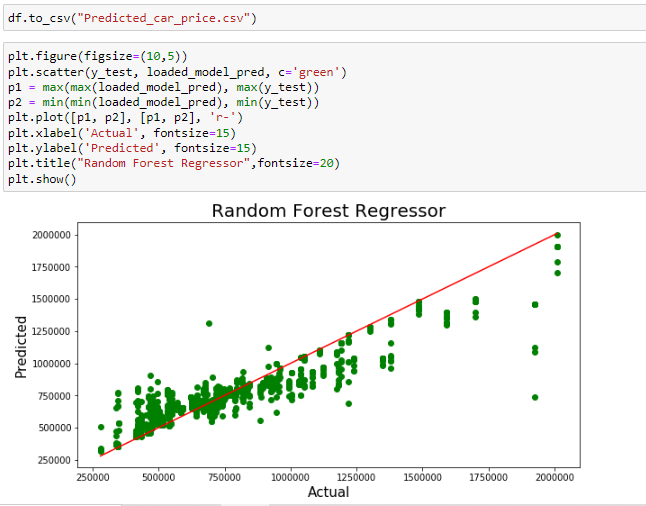 df.to_csv("Predicted_car_price.csv")
plt.figure(figsize=(10,5))
plt.scatter(y_test, loaded_model_pred, c='green')
p1 = max(max(loaded_model_pred), max(y_test))
p2 = min(min(loaded_model_pred), min(y_test))
plt.plot([p1, p2], [p1, p2], 'r-')
plt.xlabel('Actual', fontsize=15)
plt.ylabel('Predicted', fontsize=15)
plt.title("Random Forest Regressor",fontsize=20)
plt.show()
Random Forest Regressor
2000000
1750000
1500000
1250000
1000000
750000
500000
250000
Predicted
250000 500000 750000 1000000 1250000 1500000 1750000 2000000
Actual